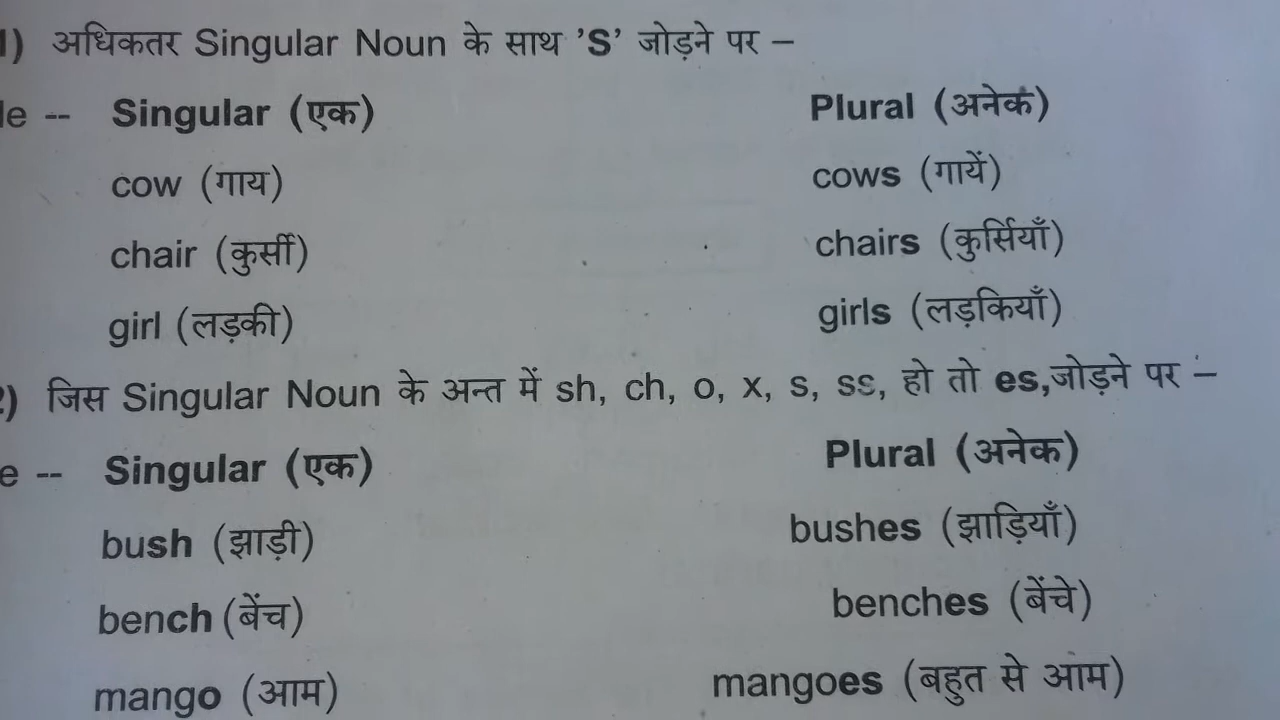 1) अधिकतर Singular Noun के साथ 'S' जोड़ने पर –
le -- Singular (एक) Plural (अनेक)
cow (गाय) cows (गायें)
chair (कुर्सी) chairs (कुर्सियाँ)
girl (लड़की) girls (लड़कियाँ)
2) जिस Singular Noun के अन्त में sh, ch, o, x, s, ss, हो तो es,जोड़ने पर –
e -- Singular (एक) Plural (अनेक)
bush (झाड़ी) bushes (झाड़ियाँ)
bench (बेंच) benches (बेंचे)
mango (आम) mangoes (बहुत से आम)